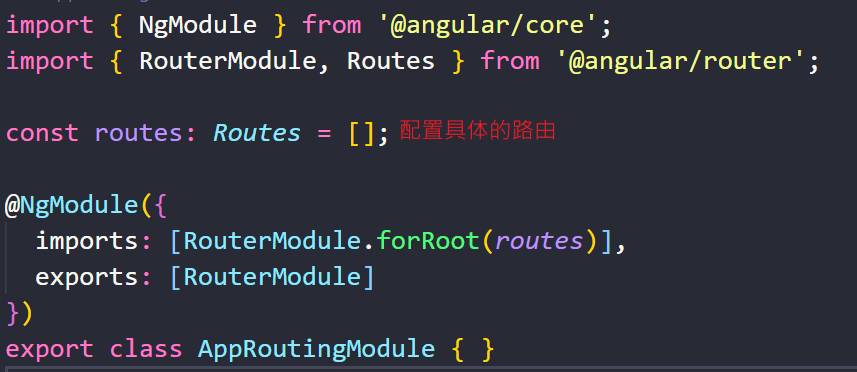 import { NgModule } from '@angular/core';
import { RouterModule, Routes } from '@angular/router';
const routes: Routes = []; 配置具体的路由
@NgModule({
  imports: [RouterModule.forRoot(routes)],
  exports: [RouterModule]
})
export class AppRoutingModule { }